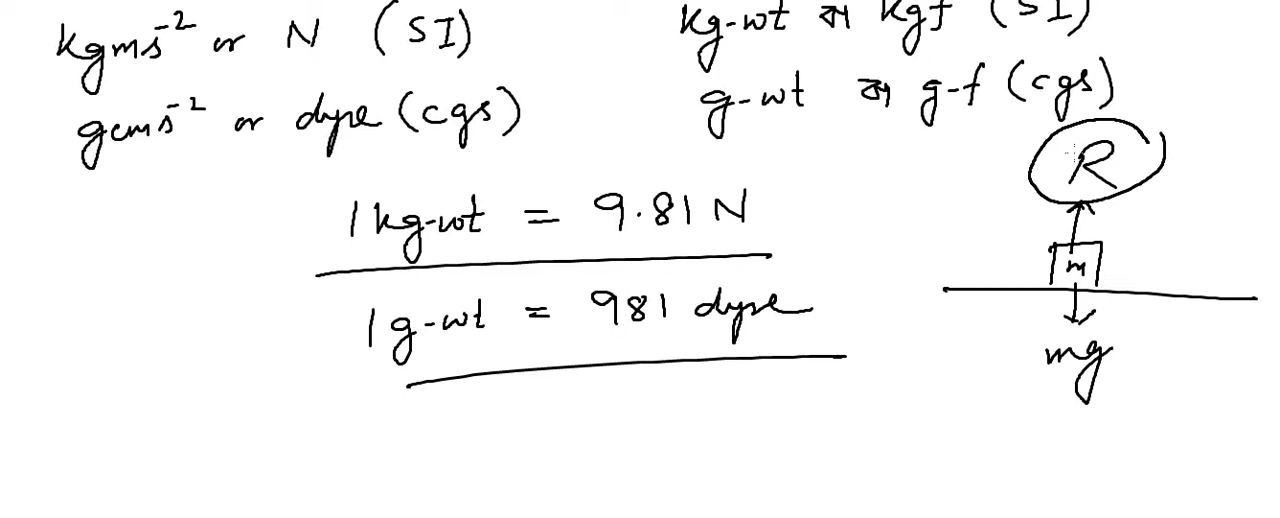 kgms⁻² or N (SI)
kg-wt বা kgf (SI)
gcms⁻² or dyne (cgs)
g-wt বা g-f (cgs)
1 kg-wt = 9.81 N
1 g-wt = 981 dyne
R
m
mg